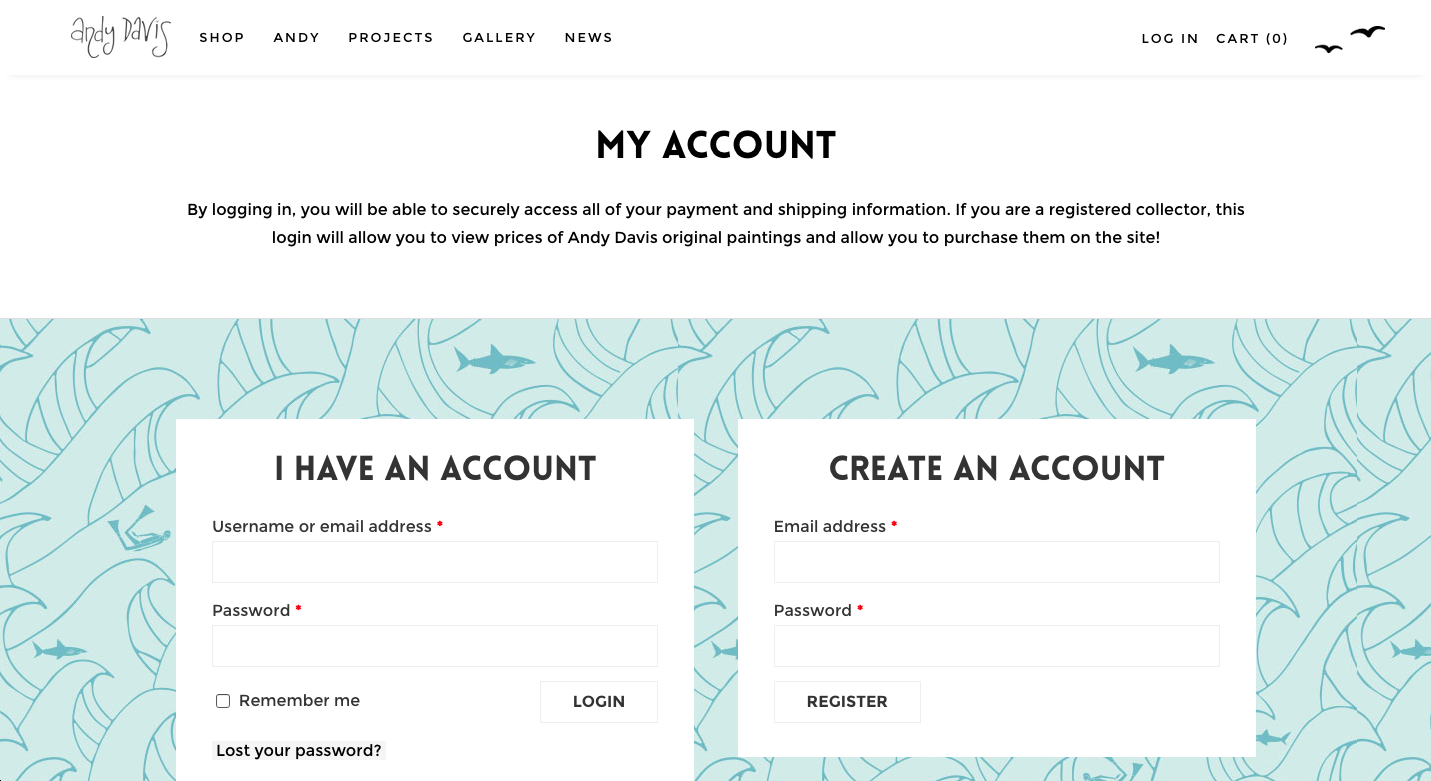 andy Davis
SHOP ANDY PROJECTS GALLERY NEWS
LOG IN CART (0)
MY ACCOUNT
By logging in, you will be able to securely access all of your payment and shipping information. If you are a registered collector, this
login will allow you to view prices of Andy Davis original paintings and allow you to purchase them on the site!
I HAVE AN ACCOUNT
Username or email address *
Password *
Remember me
LOGIN
Lost your password?
CREATE AN ACCOUNT
Email address *
Password *
REGISTER